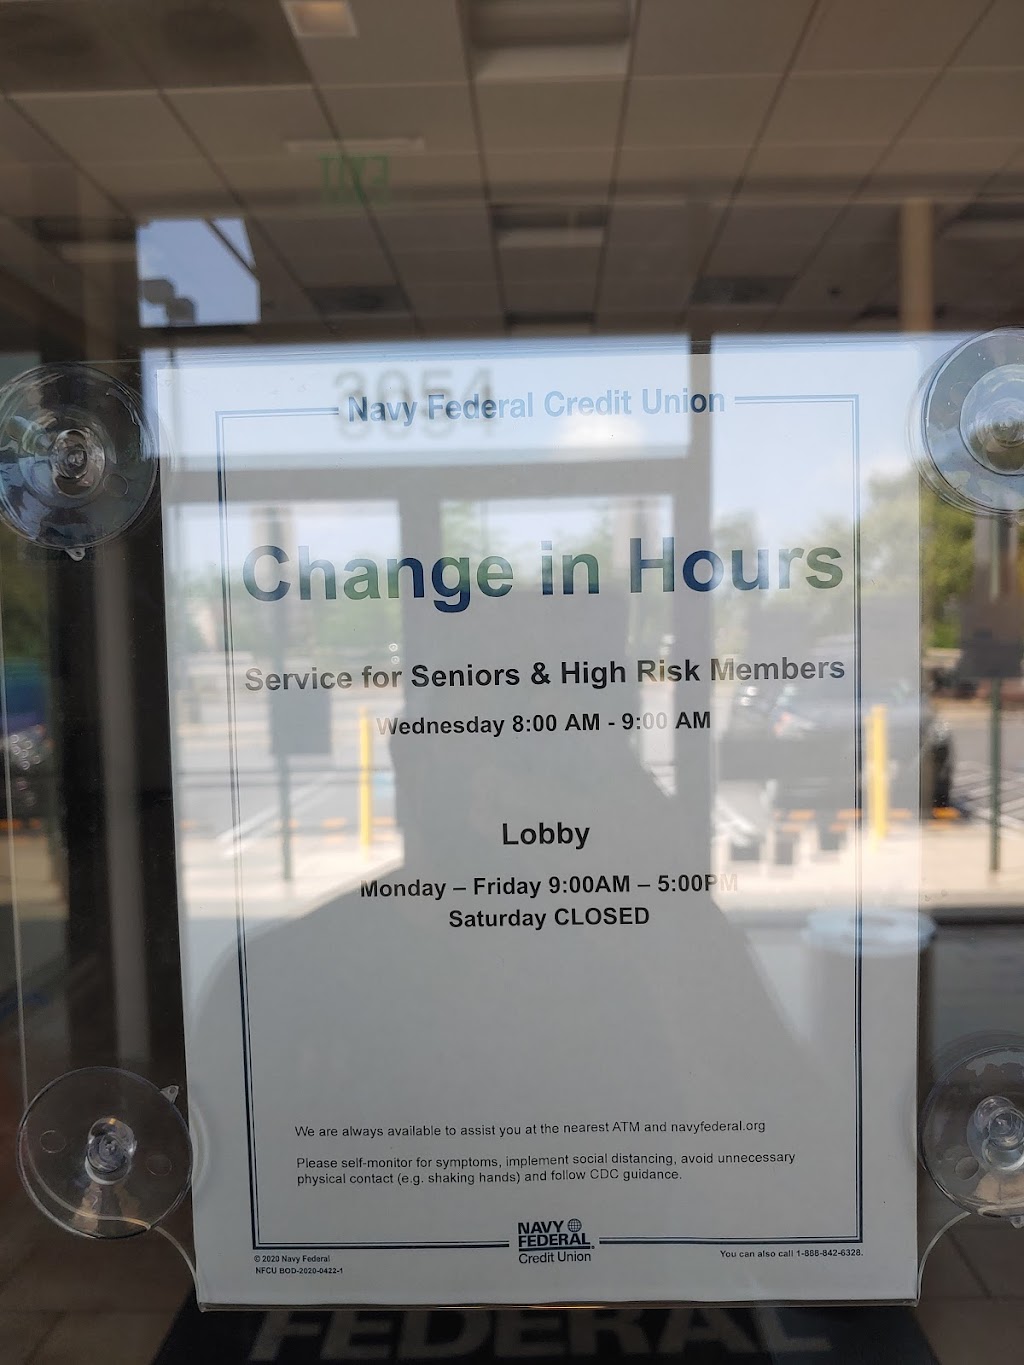 EXIT
3054
Navy Federal Credit Union
Change in Hours
Service for Seniors & High Risk Members
Wednesday 8:00 AM - 9:00 AM
Lobby
Monday – Friday 9:00AM – 5:00PM
Saturday CLOSED
We are always available to assist you at the nearest ATM and navyfederal.org
Please self-monitor for symptoms, implement social distancing, avoid unnecessary
physical contact (e.g. shaking hands) and follow CDC guidance.
NAVY
FEDERAL
Credit Union
© 2020 Navy Federal
NFCU BOD-2020-0422-1
You can also call 1-888-842-6328.
FEDERAL